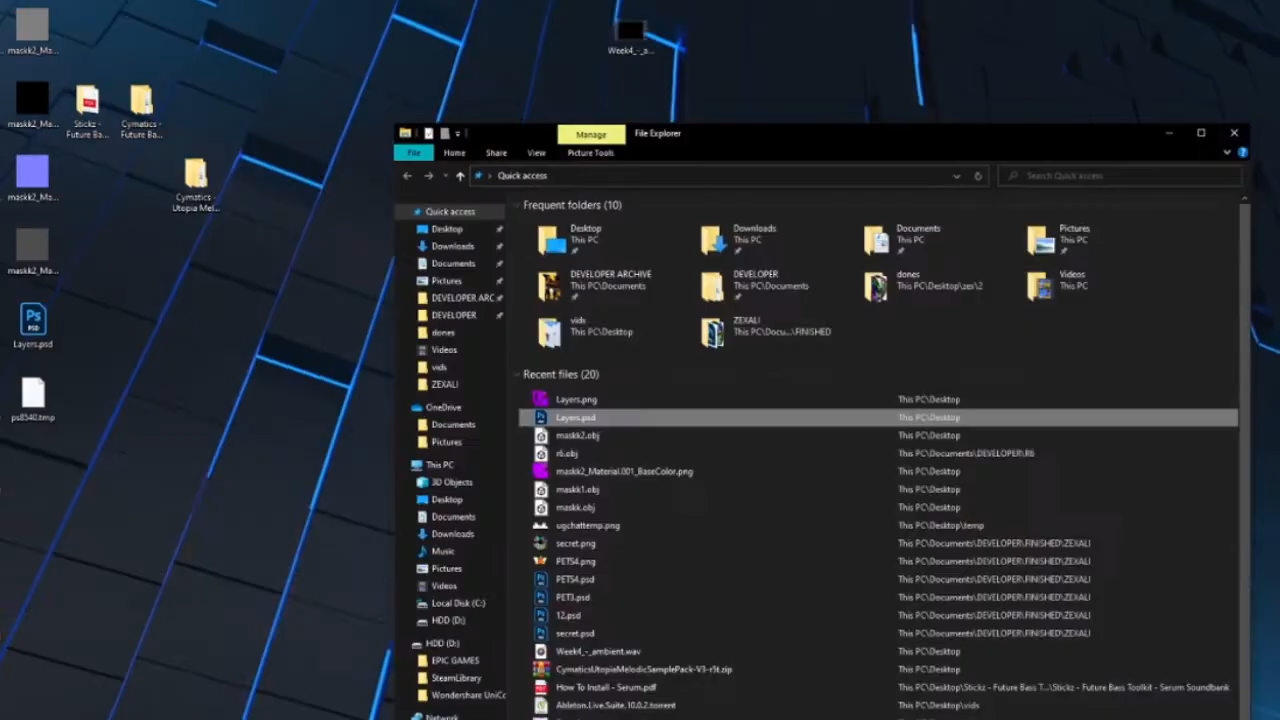 maskk2_Ma...
Week4_-_a...
maskk2_Ma...
Stickz -
Future Ba...
Cymatics -
Future Ba...
maskk2_Ma...
Cymatics -
Utopia Mel...
maskk2_Ma...
Layers.psd
ps8540.tmp
Manage
File Explorer
File
Home
Share
View
Picture Tools
Quick access
Search Quick access
Quick access
Desktop
Downloads
Documents
Pictures
DEVELOPER ARC
DEVELOPER
dones
Videos
vids
ZEXALI
OneDrive
Documents
Pictures
This PC
3D Objects
Desktop
Documents
Downloads
Music
Pictures
Videos
Local Disk (C:)
HDD (D:)
HDD (D:)
EPIC GAMES
SteamLibrary
Wondershare UniCo
Network
Frequent folders (10)
Desktop
This PC
Downloads
This PC
Documents
This PC
Pictures
This PC
DEVELOPER ARCHIVE
This PC\Documents
DEVELOPER
This PC\Documents
dones
This PC\Desktop\zes\2
Videos
This PC
vids
This PC\Desktop
ZEXALI
This PC\Docu...\FINISHED
Recent files (20)
Layers.png This PC\Desktop
Layers.psd This PC\Desktop
maskk2.obj This PC\Desktop
r6.obj This PC\Documents\DEVELOPER\R6
maskk2_Material.001_BaseColor.png This PC\Desktop
maskk1.obj This PC\Desktop
maskk.obj This PC\Desktop
ugchattemp.png This PC\Desktop\temp
secret.png This PC\Documents\DEVELOPER\FINISHED\ZEXALI
PETS4.png This PC\Documents\DEVELOPER\FINISHED\ZEXALI
PETS4.psd This PC\Documents\DEVELOPER\FINISHED\ZEXALI
PET3.psd This PC\Documents\DEVELOPER\FINISHED\ZEXALI
12.psd This PC\Documents\DEVELOPER\FINISHED\ZEXALI
secret.psd This PC\Documents\DEVELOPER\FINISHED\ZEXALI
Week4_-_ambient.wav This PC\Desktop
CymaticsUtopiaMelodicSamplePack-V3-r5t.zip This PC\Desktop
How To Install - Serum.pdf This PC\Desktop\Stickz - Future Bass T...\Stickz - Future Bass Toolkit - Serum Soundbank
Ableton.Live.Suite.10.0.2.torrent This PC\Desktop\vids